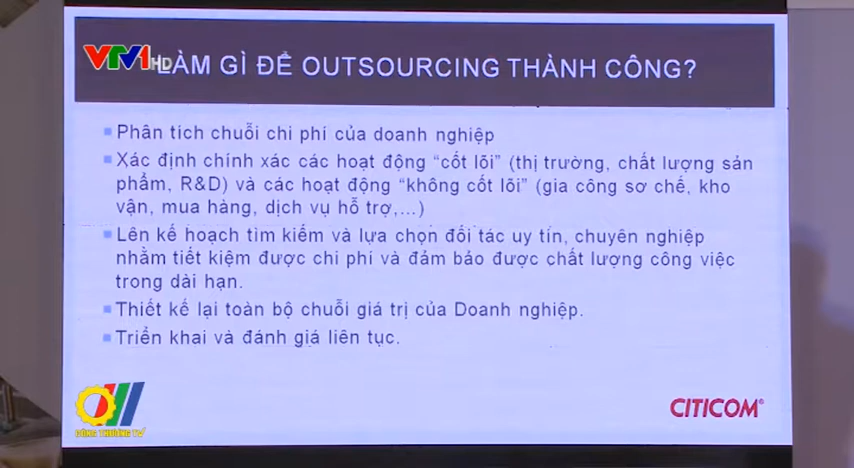 VTV1 HD
LÀM GÌ ĐỂ OUTSOURCING THÀNH CÔNG?
Phân tích chuỗi chi phí của doanh nghiệp
Xác định chính xác các hoạt động “cốt lõi” (thị trường, chất lượng sản
phẩm, R&D) và các hoạt động “không cốt lõi” (gia công sơ chế, kho
vận, mua hàng, dịch vụ hỗ trợ,...)
Lên kế hoạch tìm kiếm và lựa chọn đối tác uy tín, chuyên nghiệp
nhằm tiết kiệm được chi phí và đảm bảo được chất lượng công việc
trong dài hạn.
Thiết kế lại toàn bộ chuỗi giá trị của Doanh nghiệp.
Triển khai và đánh giá liên tục.
CÔNG THƯƠNG TV
CITICOM®